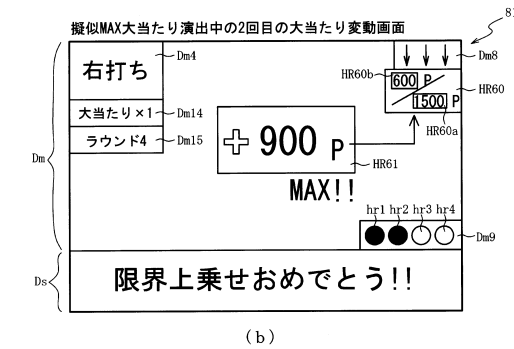 擬似MAX大当たり演出中の2回目の大当たり変動画面
81
右打ち
Dm4
大当たり×1
Dm14
ラウンド4
Dm15
Dm8
HR60b
600 P
HR60
1500 P
HR60a
+ 900 P
HR61
MAX!!
Dm
hr1 hr2 hr3 hr4
Dm9
Ds
限界上乗せおめでとう!!
(b)